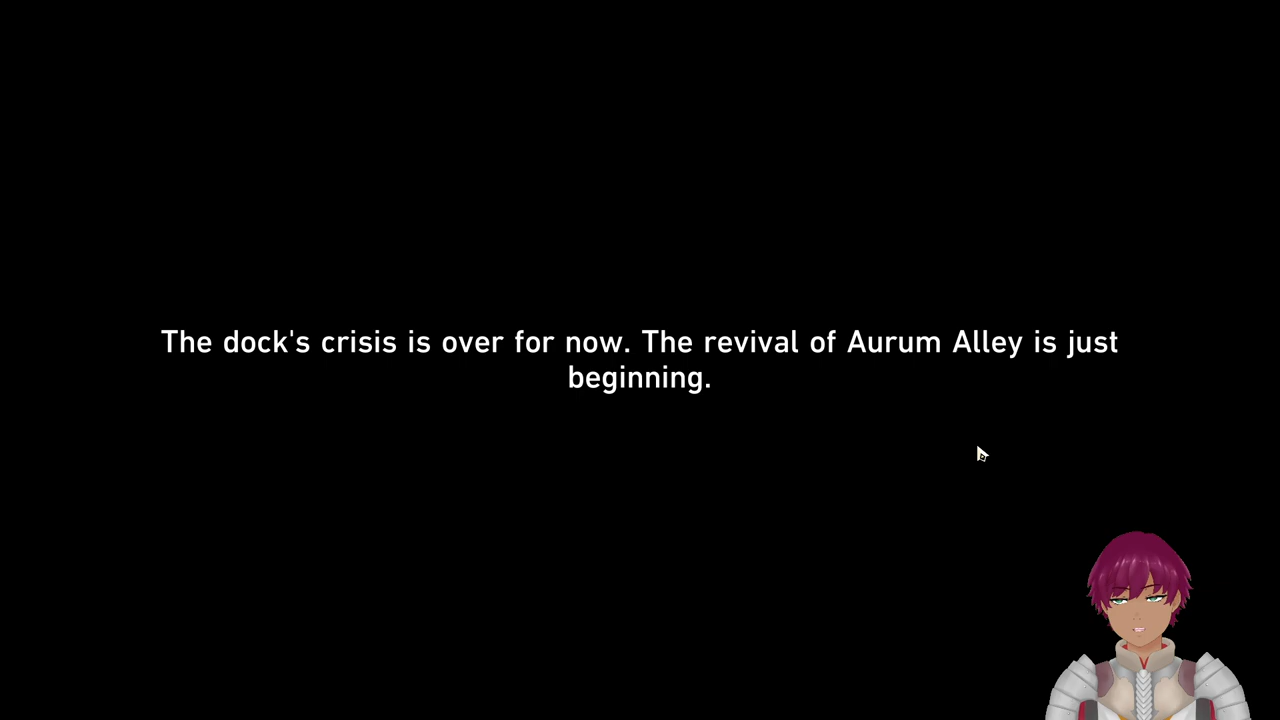 The dock's crisis is over for now. The revival of Aurum Alley is just
beginning.